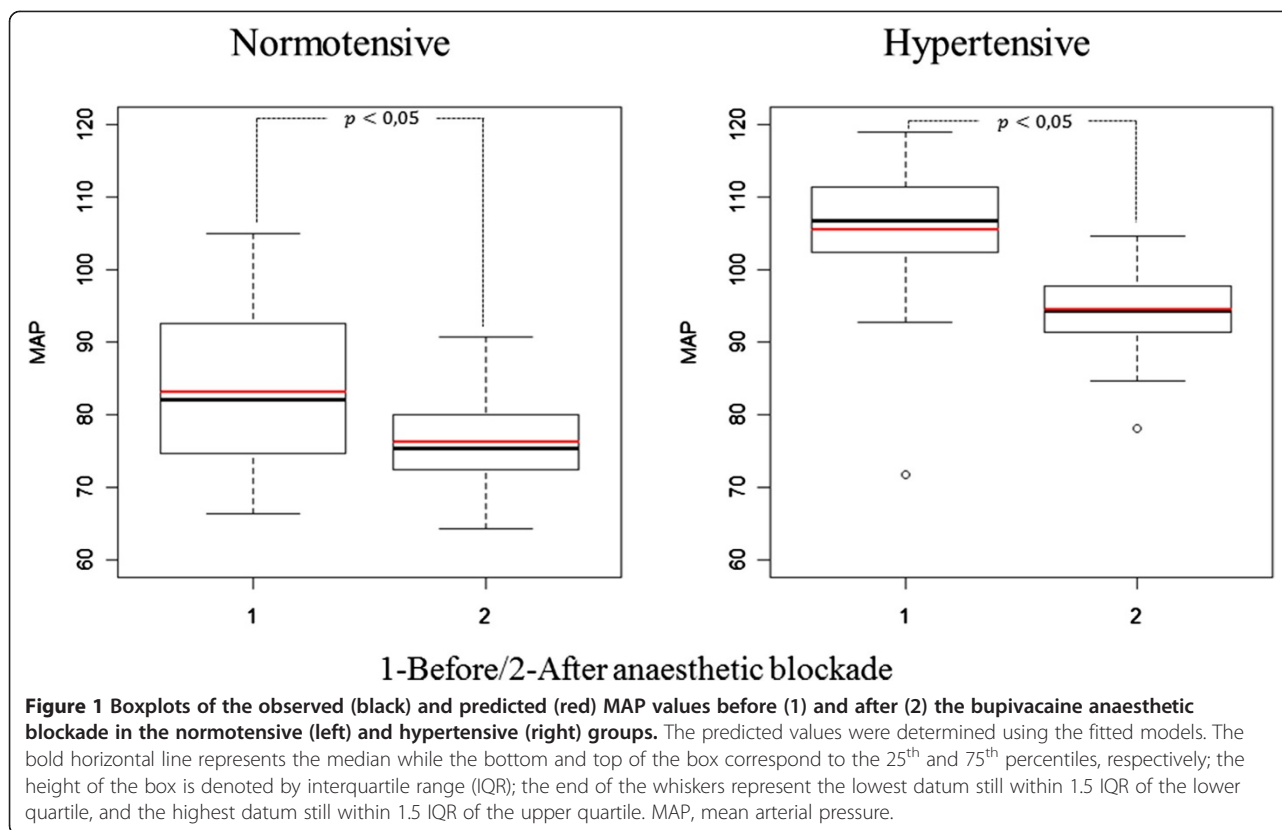 Normotensive
Hypertensive
p < 0,05
p < 0,05
MAP
120
110
100
90
80
70
60
1
2
MAP
120
110
100
90
80
70
60
1
2
1-Before/2-After anaesthetic blockade
Figure 1 Boxplots of the observed (black) and predicted (red) MAP values before (1) and after (2) the bupivacaine anaesthetic
blockade in the normotensive (left) and hypertensive (right) groups. The predicted values were determined using the fitted models. The
bold horizontal line represents the median while the bottom and top of the box correspond to the 25th and 75th percentiles, respectively; the
height of the box is denoted by interquartile range (IQR); the end of the whiskers represent the lowest datum still within 1.5 IQR of the lower
quartile, and the highest datum still within 1.5 IQR of the upper quartile. MAP, mean arterial pressure.